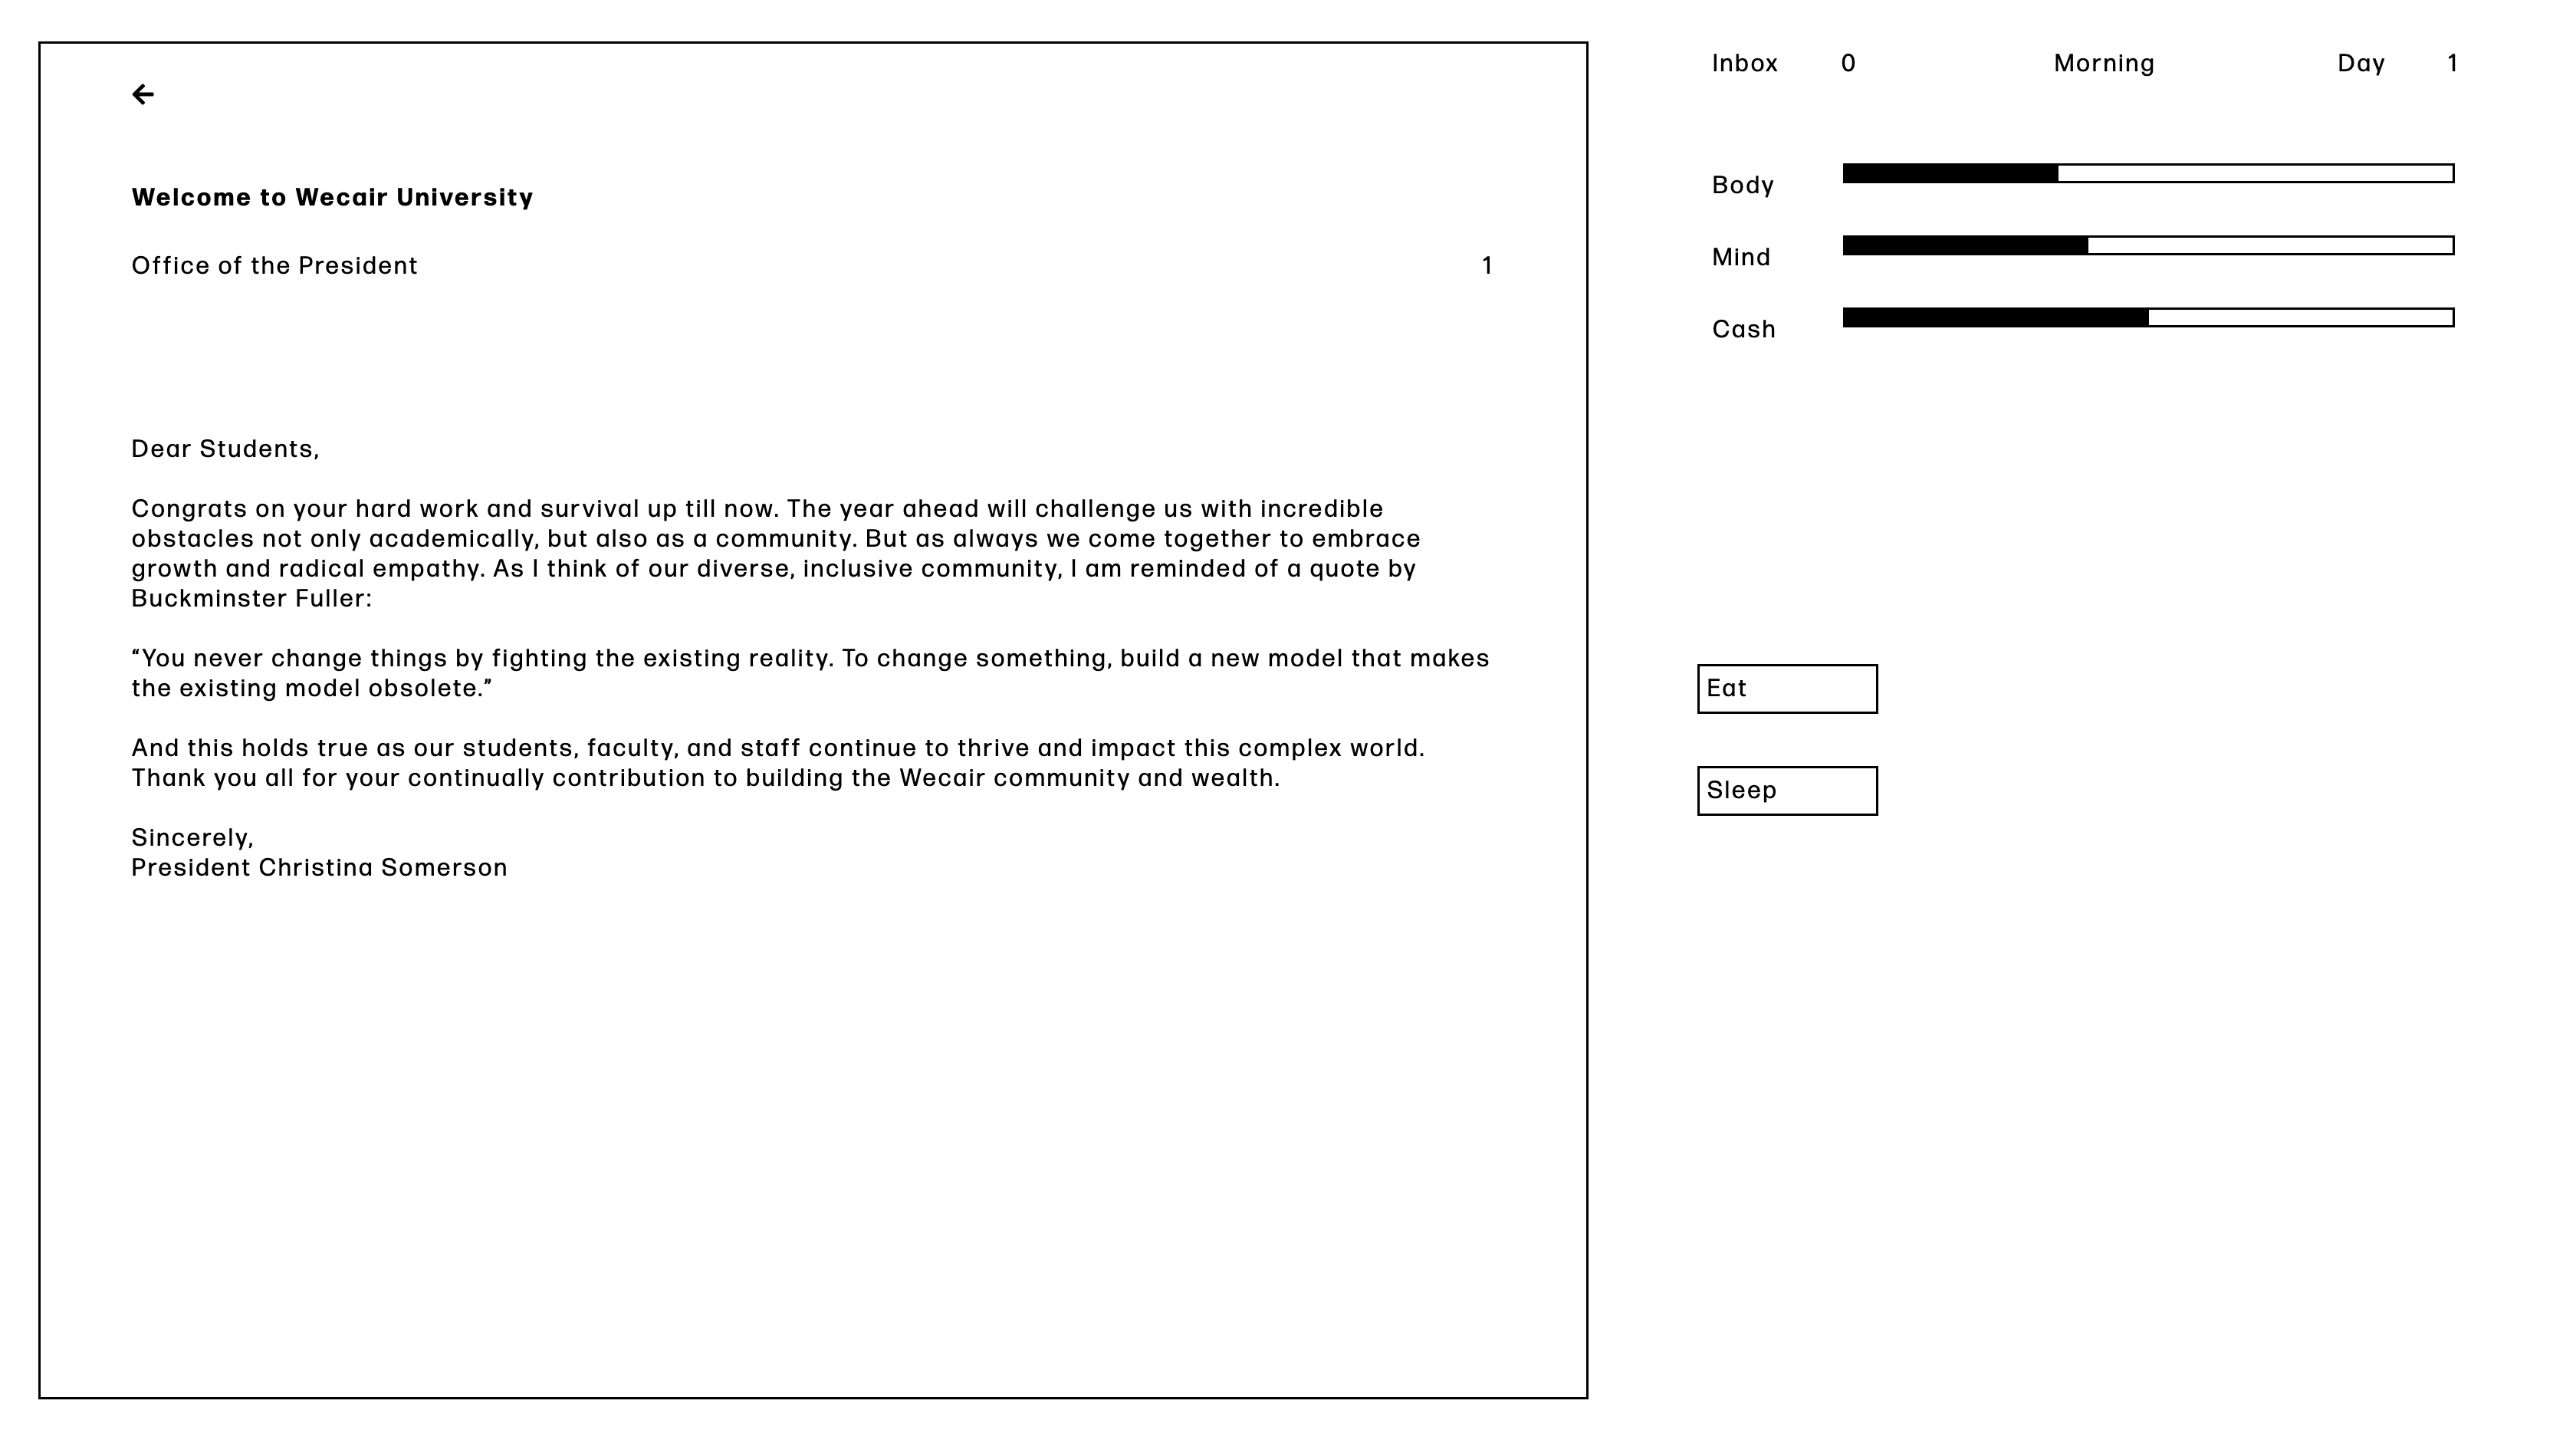 Welcome to Wecair University
Office of the President 1
Dear Students,
Congrats on your hard work and survival up till now. The year ahead will challenge us with incredible
obstacles not only academically, but also as a community. But as always we come together to embrace
growth and radical empathy. As I think of our diverse, inclusive community, I am reminded of a quote by
Buckminster Fuller:
“You never change things by fighting the existing reality. To change something, build a new model that makes
the existing model obsolete.”
And this holds true as our students, faculty, and staff continue to thrive and impact this complex world.
Thank you all for your continually contribution to building the Wecair community and wealth.
Sincerely,
President Christina Somerson
Inbox 0 Morning Day 1
Body
Mind
Cash
Eat
Sleep